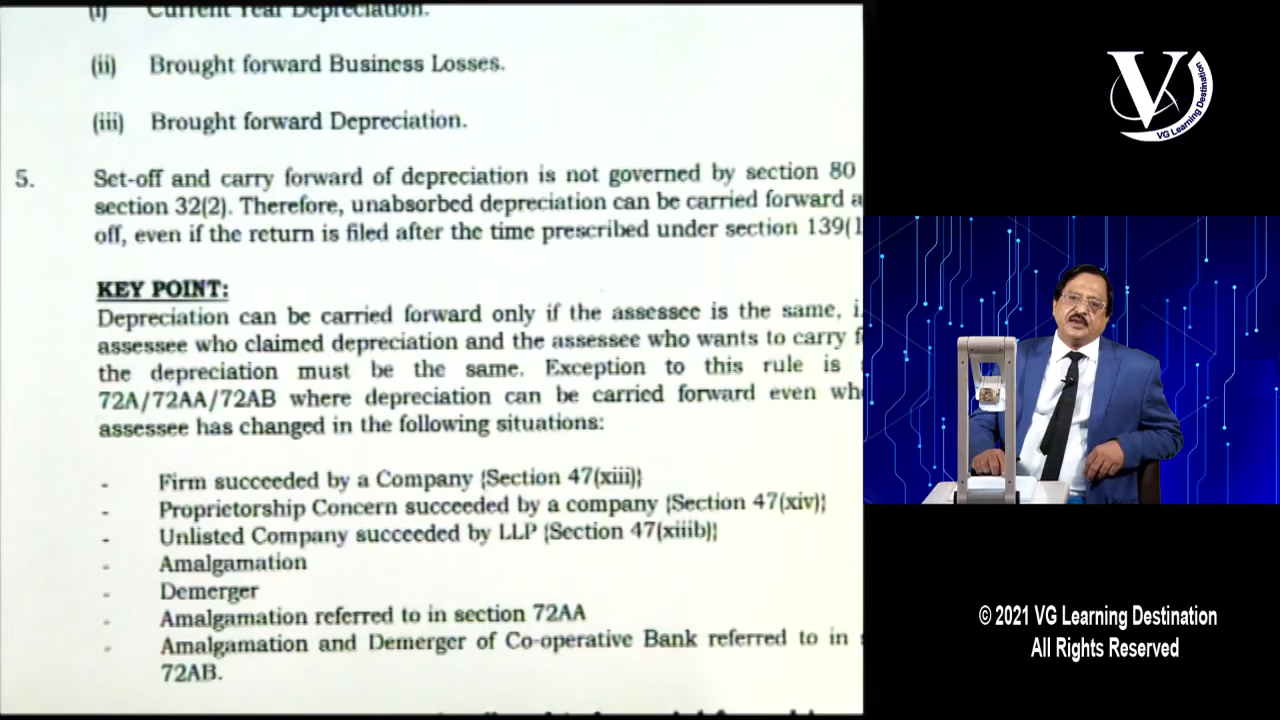 (i) Current Year Depreciation.
(ii) Brought forward Business Losses.
(iii) Brought forward Depreciation.
5. Set-off and carry forward of depreciation is not governed by section 80
section 32(2). Therefore, unabsorbed depreciation can be carried forward a
off, even if the return is filed after the time prescribed under section 139(1
KEY POINT:
Depreciation can be carried forward only if the assessee is the same, i.
assessee who claimed depreciation and the assessee who wants to carry f
the depreciation must be the same. Exception to this rule is
72A/72AA/72AB where depreciation can be carried forward even wh
assessee has changed in the following situations:
- Firm succeeded by a Company {Section 47(xiii)}
- Proprietorship Concern succeeded by a company {Section 47(xiv)}
- Unlisted Company succeeded by LLP {Section 47(xiiib)}
- Amalgamation
- Demerger
- Amalgamation referred to in section 72AA
- Amalgamation and Demerger of Co-operative Bank referred to in
72AB.
V
VG Learning Destination
© 2021 VG Learning Destination
All Rights Reserved